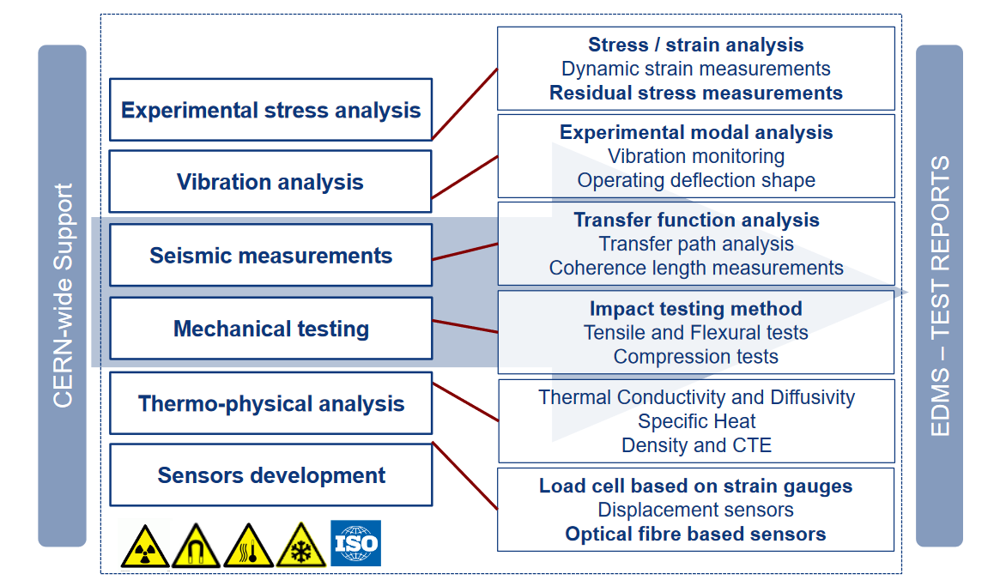 CERN-wide Support
Experimental stress analysis
Vibration analysis
Seismic measurements
Mechanical testing
Thermo-physical analysis
Sensors development
ISO
Stress / strain analysis
Dynamic strain measurements
Residual stress measurements
Experimental modal analysis
Vibration monitoring
Operating deflection shape
Transfer function analysis
Transfer path analysis
Coherence length measurements
Impact testing method
Tensile and Flexural tests
Compression tests
Thermal Conductivity and Diffusivity
Specific Heat
Density and CTE
Load cell based on strain gauges
Displacement sensors
Optical fibre based sensors
EDMS – TEST REPORTS